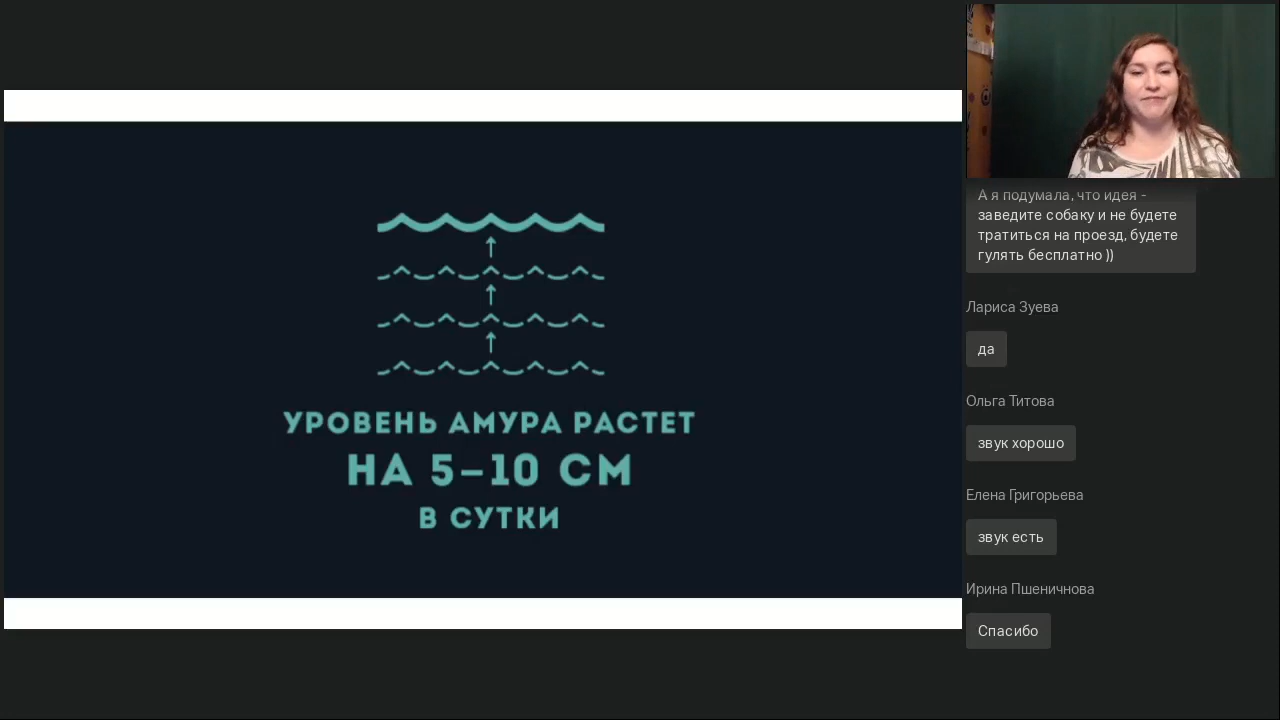 УРОВЕНЬ АМУРА РАСТЕТ
НА 5–10 СМ
В СУТКИ
А я подумала, что идея -
заведите собаку и не будете
тратиться на проезд, будете
гулять бесплатно ))
Лариса Зуева
да
Ольга Титова
звук хорошо
Елена Григорьева
звук есть
Ирина Пшеничнова
Спасибо